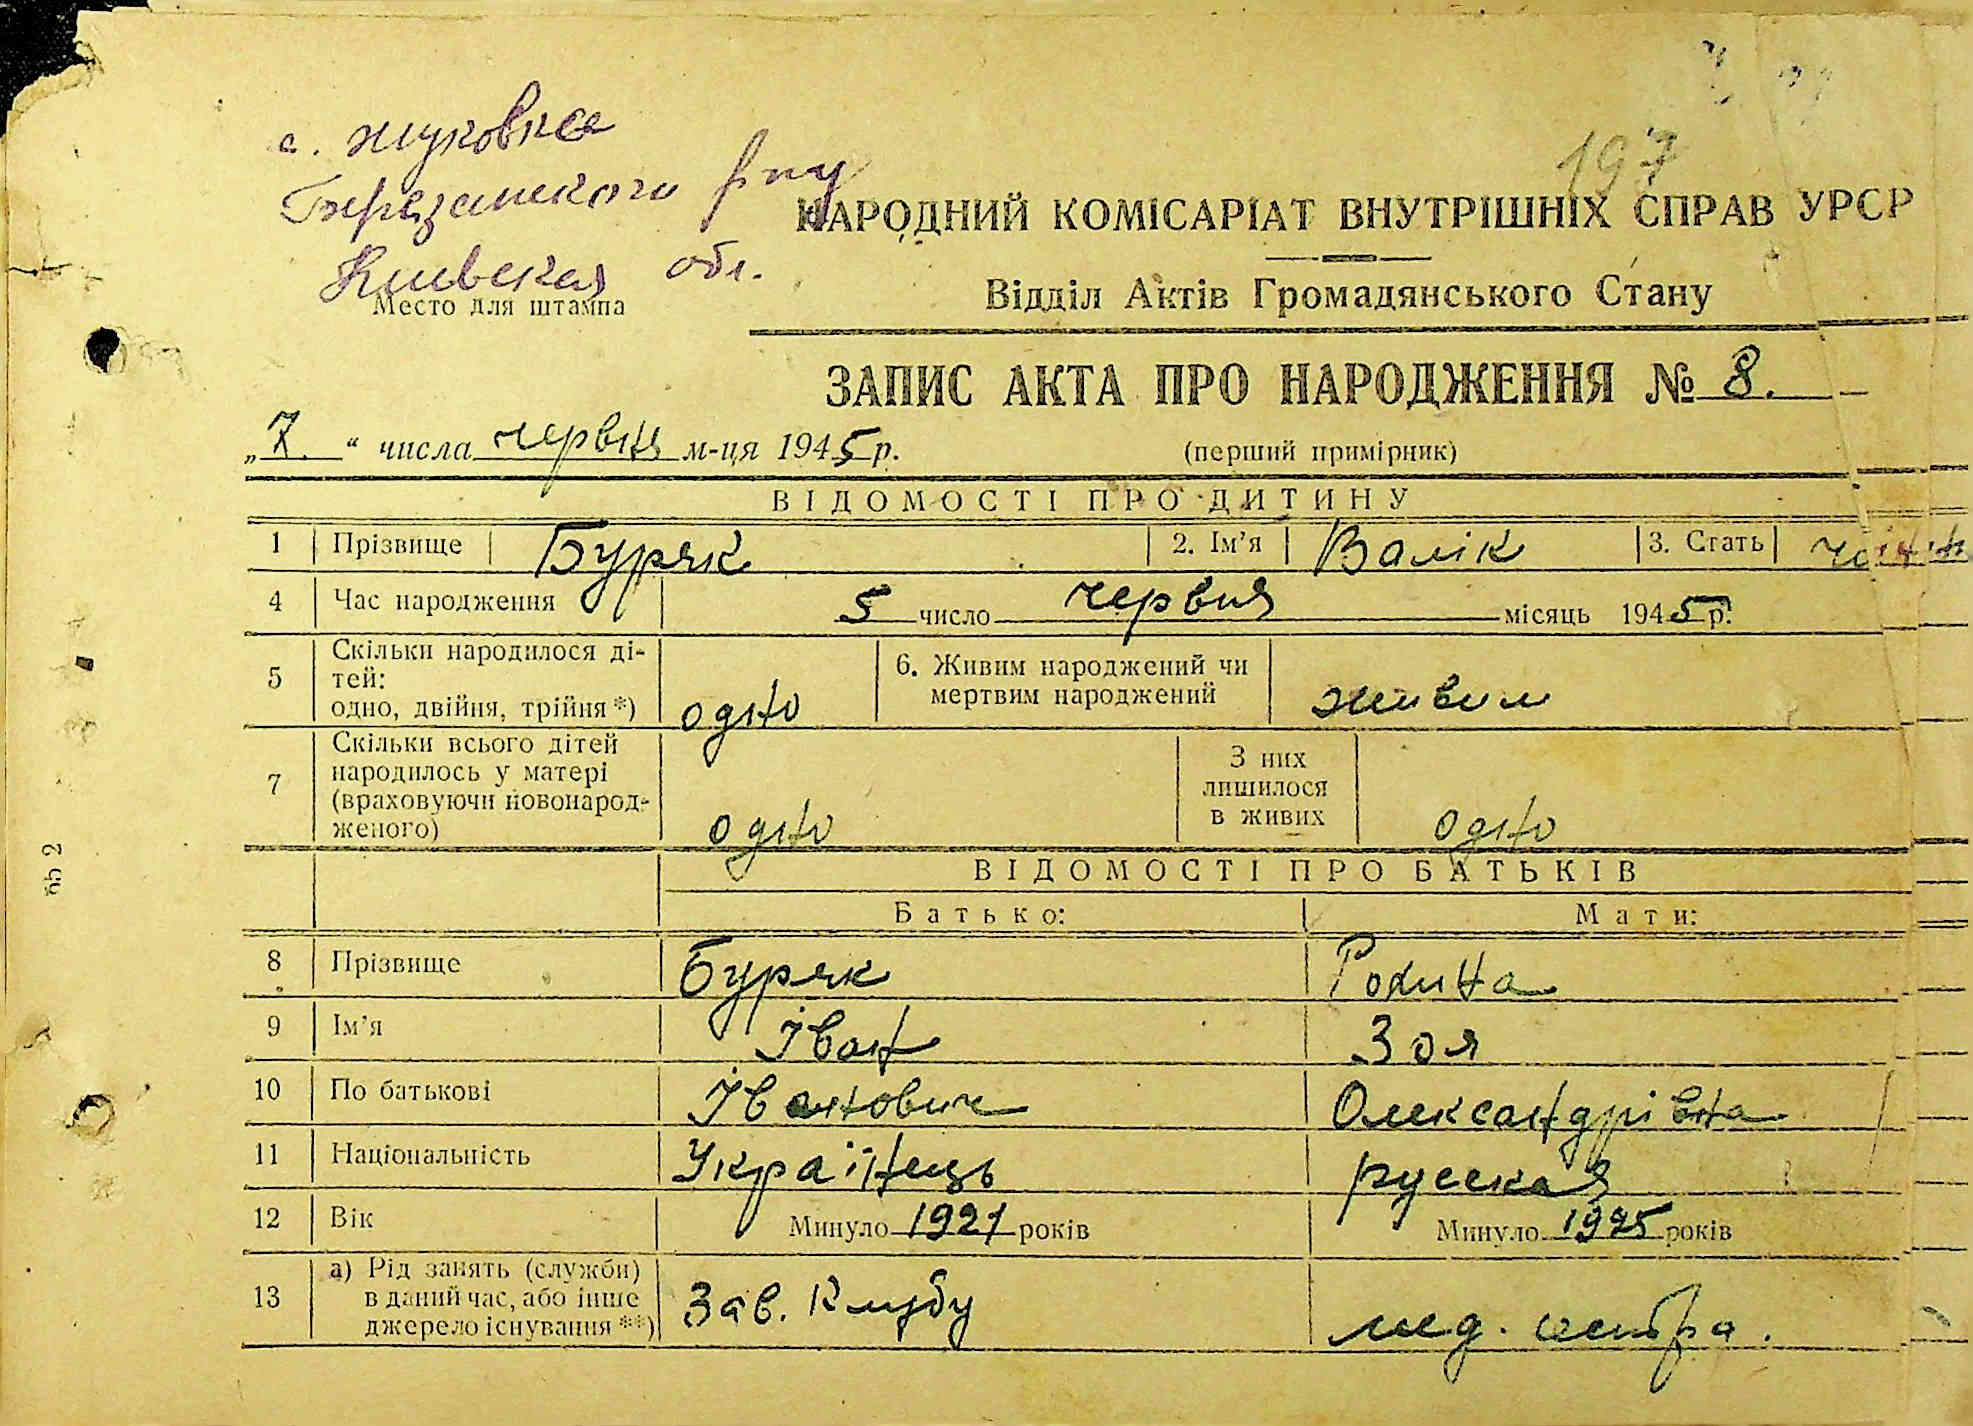 197
с. Жуковка
Березанского р-ну
Киевская обл.
Место для штампа
НАРОДНИЙ КОМІСАРІАТ ВНУТРІШНІХ СПРАВ УРСР
Відділ Актів Громадянського Стану
ЗАПИС АКТА ПРО НАРОДЖЕННЯ № 8.
„7." числа червня м-ця 1945 р. (перший примірник)
ВІДОМОСТІ ПРО ДИТИНУ
1 Прізвище Буряк 2. Ім'я Валік 3. Стать
4 Час народження 5 число червня місяць 1945 р.
5 Скільки народилося ді-
тей:
одно, двійня, трійня *) одно
6. Живим народжений чи
мертвим народжений живим
7 Скільки всього дітей
народилось у матері
(враховуючи новонарод-
женого) одно
З них
лишилося
в живих одно
ВІДОМОСТІ ПРО БАТЬКІВ
Батько: Мати:
8 Прізвище Буряк Родина
9 Ім'я Іван Зоя
10 По батькові Іванович Олександрівна
11 Національність Українець русская
12 Вік Минуло 1921 років Минуло 1925 років
13 а) Рід занять (служби)
в даний час, або інше
джерело існування **) Зав. Клубу мед. сестра.